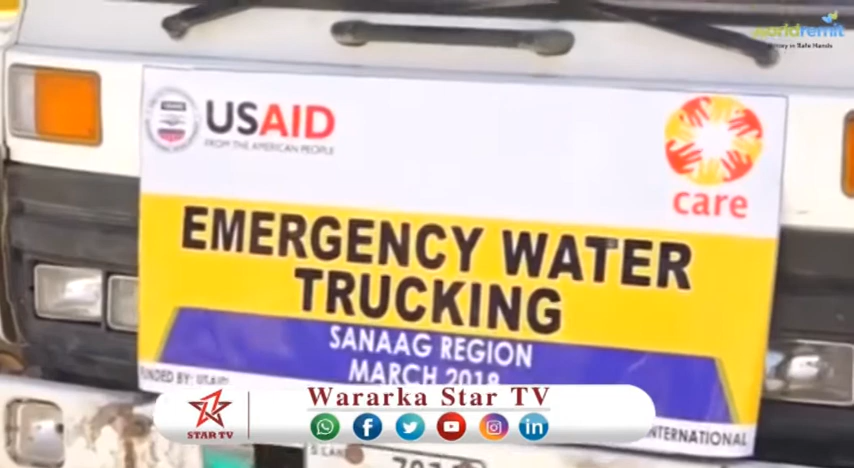 worldremit
Money in Safe Hands
USAID
FROM THE AMERICAN PEOPLE
care
EMERGENCY WATER
TRUCKING
SANAAG REGION
MARCH 2018
FUNDED BY: USAID
INTERNATIONAL
STAR TV
Wararka Star TV